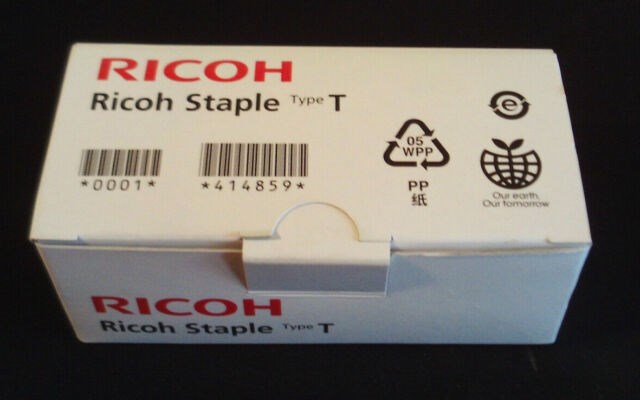 RICOH
Ricoh Staple Type T
*0001*
*414859*
05
WPP
PP
纸
e
Our earth,
Our tomorrow
RICOH
Ricoh Staple Type T